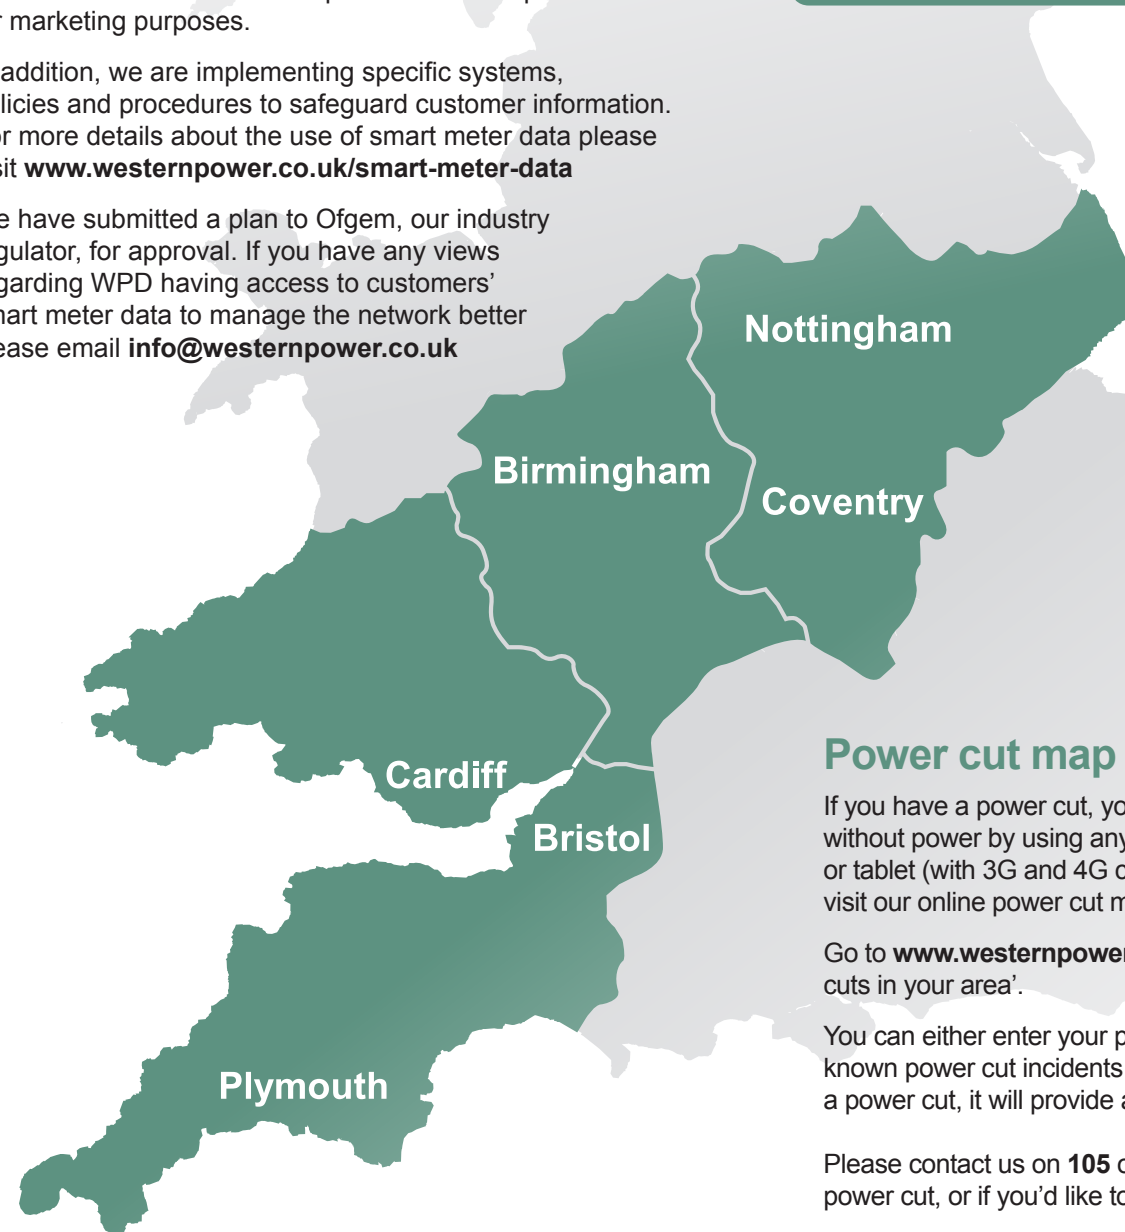 marketing purposes.
addition, we are implementing specific systems,
licies and procedures to safeguard customer information.
r more details about the use of smart meter data please
sit www.westernpower.co.uk/smart-meter-data
e have submitted a plan to Ofgem, our industry
gulator, for approval. If you have any views
garding WPD having access to customers'
mart meter data to manage the network better
ease email info@westernpower.co.uk
Nottingham
Birmingham
Coventry
Cardiff
Bristol
Plymouth
Power cut map
If you have a power cut, yo
without power by using any
or tablet (with 3G and 4G c
visit our online power cut m
Go to www.westernpower
cuts in your area'.
You can either enter your p
known power cut incidents
a power cut, it will provide a
Please contact us on 105 o
power cut, or if you'd like to